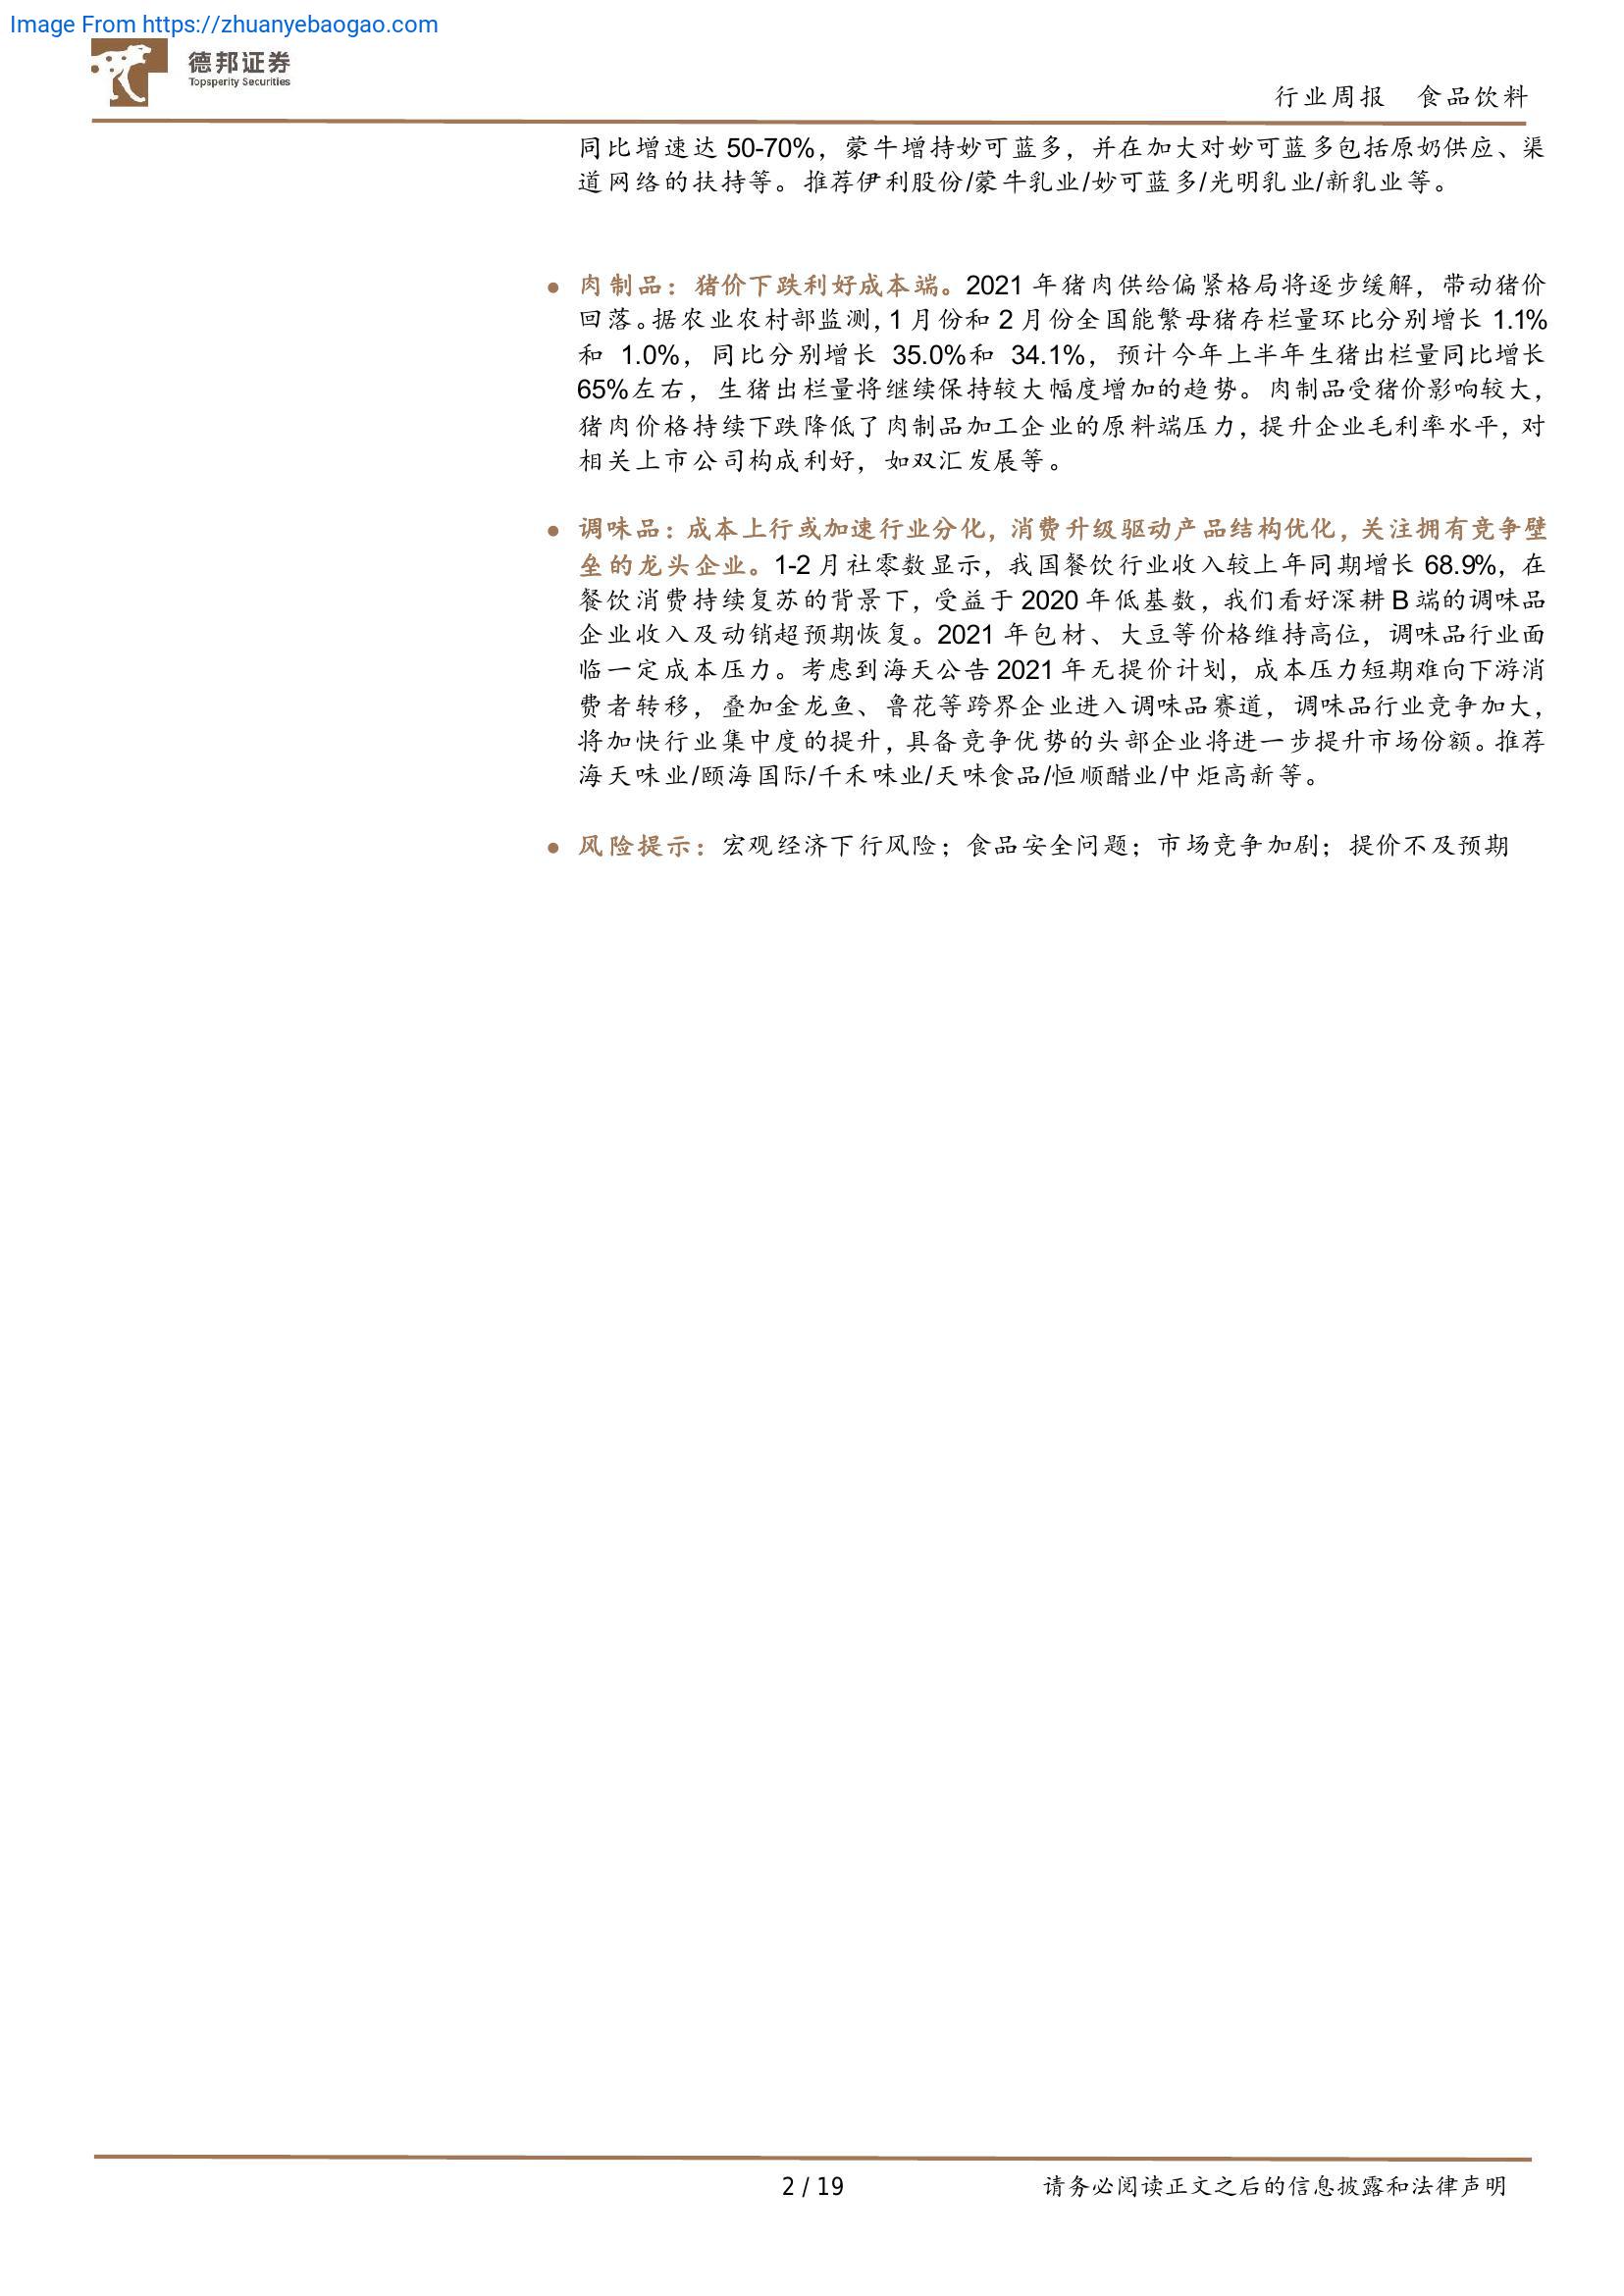 Image From https://zhuanyebaogao.com
德邦证券
Topsperity Securities
行业周报 食品饮料
同比增速达 50-70%，蒙牛增持妙可蓝多，并在加大对妙可蓝多包括原奶供应、渠
道网络的扶持等。推荐伊利股份/蒙牛乳业/妙可蓝多/光明乳业/新乳业等。
● 肉制品：猪价下跌利好成本端。2021 年猪肉供给偏紧格局将逐步缓解，带动猪价
回落。据农业农村部监测，1 月份和 2 月份全国能繁母猪存栏量环比分别增长 1.1%
和 1.0%，同比分别增长 35.0%和 34.1%，预计今年上半年生猪出栏量同比增长
65%左右，生猪出栏量将继续保持较大幅度增加的趋势。肉制品受猪价影响较大，
猪肉价格持续下跌降低了肉制品加工企业的原料端压力，提升企业毛利率水平，对
相关上市公司构成利好，如双汇发展等。
● 调味品：成本上行或加速行业分化，消费升级驱动产品结构优化，关注拥有竞争壁
垒的龙头企业。1-2 月社零数显示，我国餐饮行业收入较上年同期增长 68.9%，在
餐饮消费持续复苏的背景下，受益于 2020 年低基数，我们看好深耕 B 端的调味品
企业收入及动销超预期恢复。2021 年包材、大豆等价格维持高位，调味品行业面
临一定成本压力。考虑到海天公告 2021 年无提价计划，成本压力短期难向下游消
费者转移，叠加金龙鱼、鲁花等跨界企业进入调味品赛道，调味品行业竞争加大，
将加快行业集中度的提升，具备竞争优势的头部企业将进一步提升市场份额。推荐
海天味业/颐海国际/千禾味业/天味食品/恒顺醋业/中炬高新等。
● 风险提示：宏观经济下行风险；食品安全问题；市场竞争加剧；提价不及预期
2 / 19 请务必阅读正文之后的信息披露和法律声明